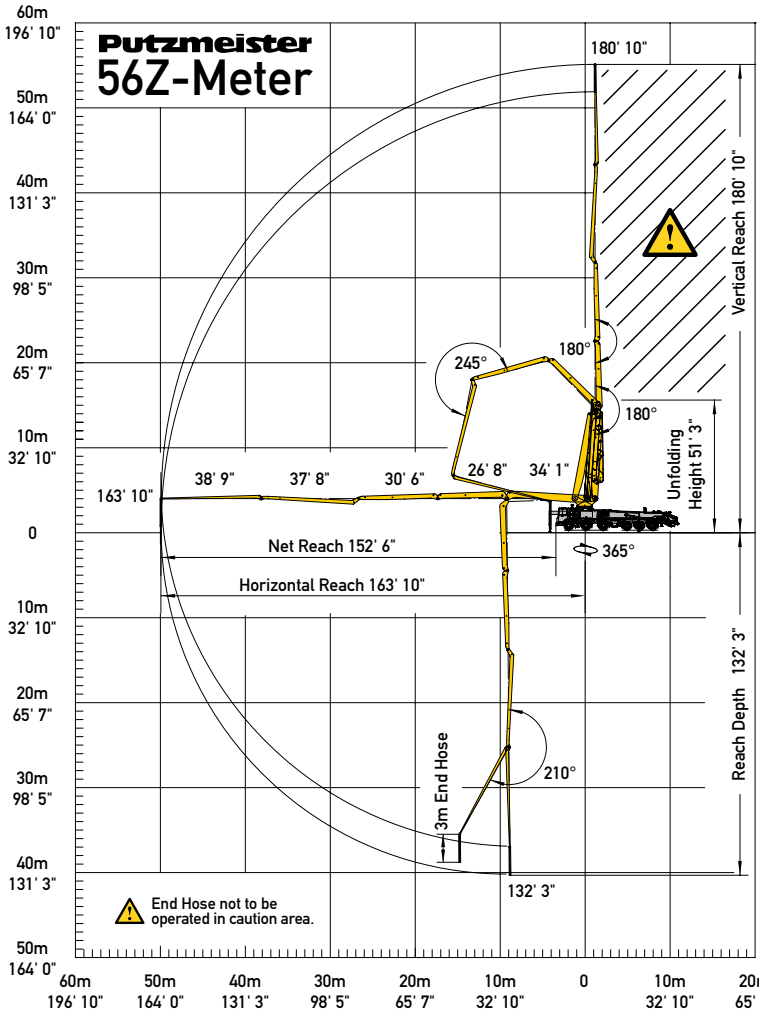 60m
196' 10"
Putzmeister
56Z-Meter
180' 10"
50m
164' 0"
40m
131' 3"
30m
98' 5"
20m
65' 7"
10m
32' 10"
0
10m
32' 10"
20m
65' 7"
30m
98' 5"
40m
131' 3"
50m
164' 0"
Vertical Reach 180' 10"
!
245°
180°
180°
Unfolding
Height 51' 3"
26' 8" 34' 1"
38' 9" 37' 8" 30' 6"
163' 10"
Net Reach 152' 6"
365°
Horizontal Reach 163' 10"
Reach Depth 132' 3"
210°
3m End Hose
132' 3"
! End Hose not to be
operated in caution area.
60m 50m 40m 30m 20m 10m 0 10m 20m
196' 10" 164' 0" 131' 3" 98' 5" 65' 7" 32' 10" 32' 10" 65'